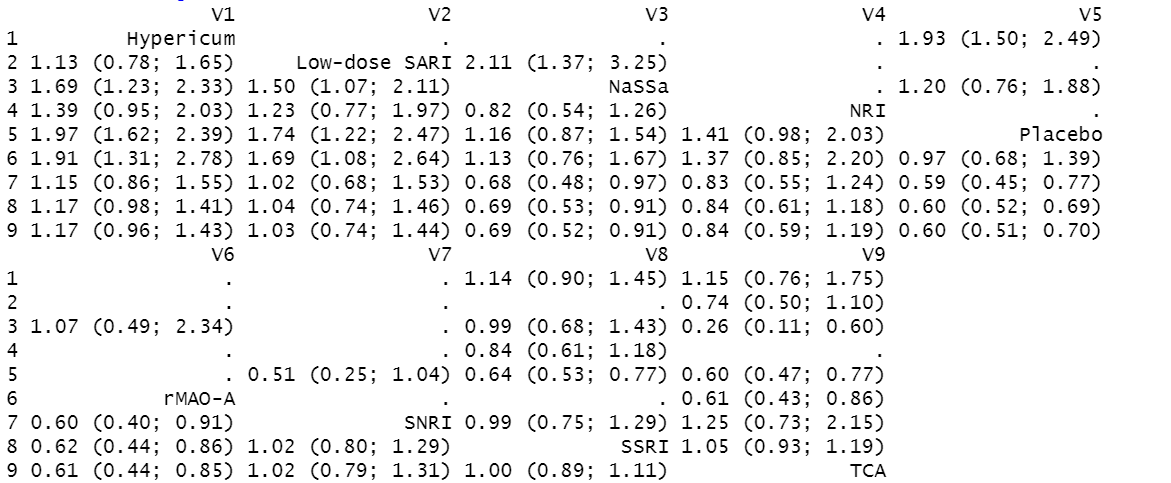 V1 V2 V3 V4 V5
1 Hypericum . . . 1.93 (1.50; 2.49)
2 1.13 (0.78; 1.65) Low-dose SARI 2.11 (1.37; 3.25) . .
3 1.69 (1.23; 2.33) 1.50 (1.07; 2.11) NaSSa . 1.20 (0.76; 1.88)
4 1.39 (0.95; 2.03) 1.23 (0.77; 1.97) 0.82 (0.54; 1.26) NRI .
5 1.97 (1.62; 2.39) 1.74 (1.22; 2.47) 1.16 (0.87; 1.54) 1.41 (0.98; 2.03) Placebo
6 1.91 (1.31; 2.78) 1.69 (1.08; 2.64) 1.13 (0.76; 1.67) 1.37 (0.85; 2.20) 0.97 (0.68; 1.39)
7 1.15 (0.86; 1.55) 1.02 (0.68; 1.53) 0.68 (0.48; 0.97) 0.83 (0.55; 1.24) 0.59 (0.45; 0.77)
8 1.17 (0.98; 1.41) 1.04 (0.74; 1.46) 0.69 (0.53; 0.91) 0.84 (0.61; 1.18) 0.60 (0.52; 0.69)
9 1.17 (0.96; 1.43) 1.03 (0.74; 1.44) 0.69 (0.52; 0.91) 0.84 (0.59; 1.19) 0.60 (0.51; 0.70)
V6 V7 V8 V9
1 . . 1.14 (0.90; 1.45) 1.15 (0.76; 1.75)
2 . . . 0.74 (0.50; 1.10)
3 1.07 (0.49; 2.34) . 0.99 (0.68; 1.43) 0.26 (0.11; 0.60)
4 . . 0.84 (0.61; 1.18) .
5 . 0.51 (0.25; 1.04) 0.64 (0.53; 0.77) 0.60 (0.47; 0.77)
6 rMAO-A . . 0.61 (0.43; 0.86)
7 0.60 (0.40; 0.91) SNRI 0.99 (0.75; 1.29) 1.25 (0.73; 2.15)
8 0.62 (0.44; 0.86) 1.02 (0.80; 1.29) SSRI 1.05 (0.93; 1.19)
9 0.61 (0.44; 0.85) 1.02 (0.79; 1.31) 1.00 (0.89; 1.11) TCA